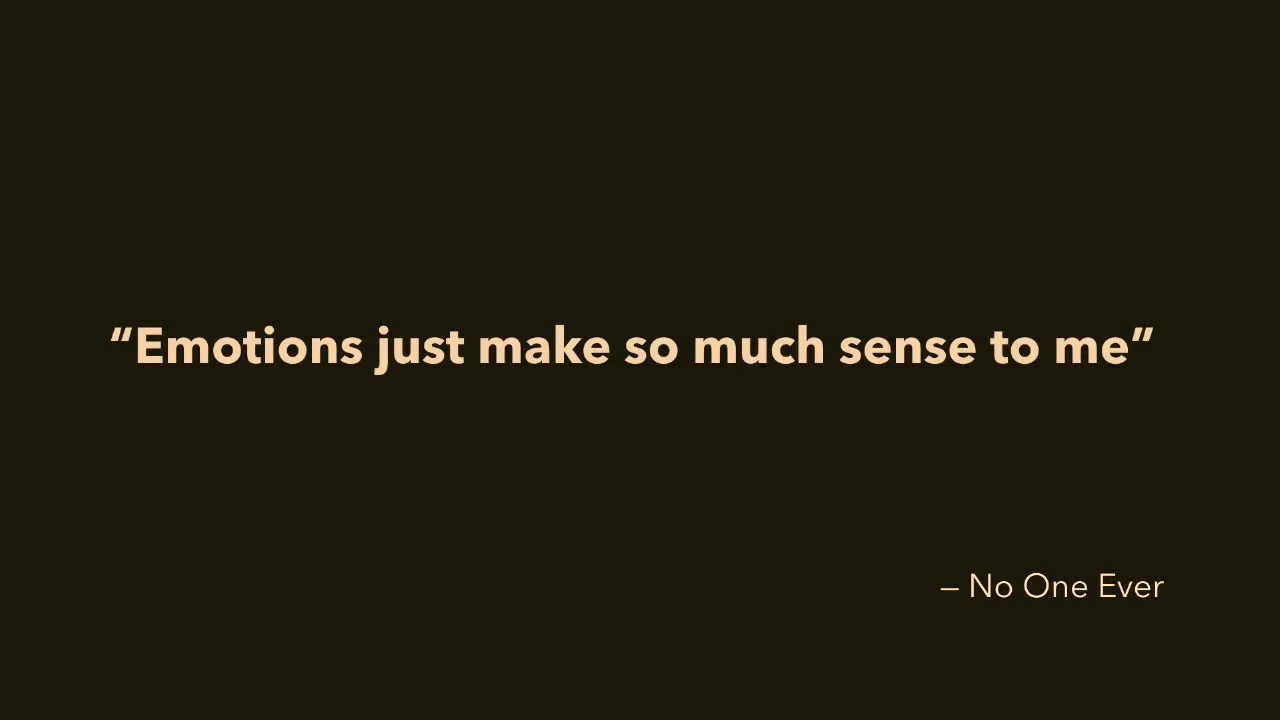 “Emotions just make so much sense to me”
– No One Ever